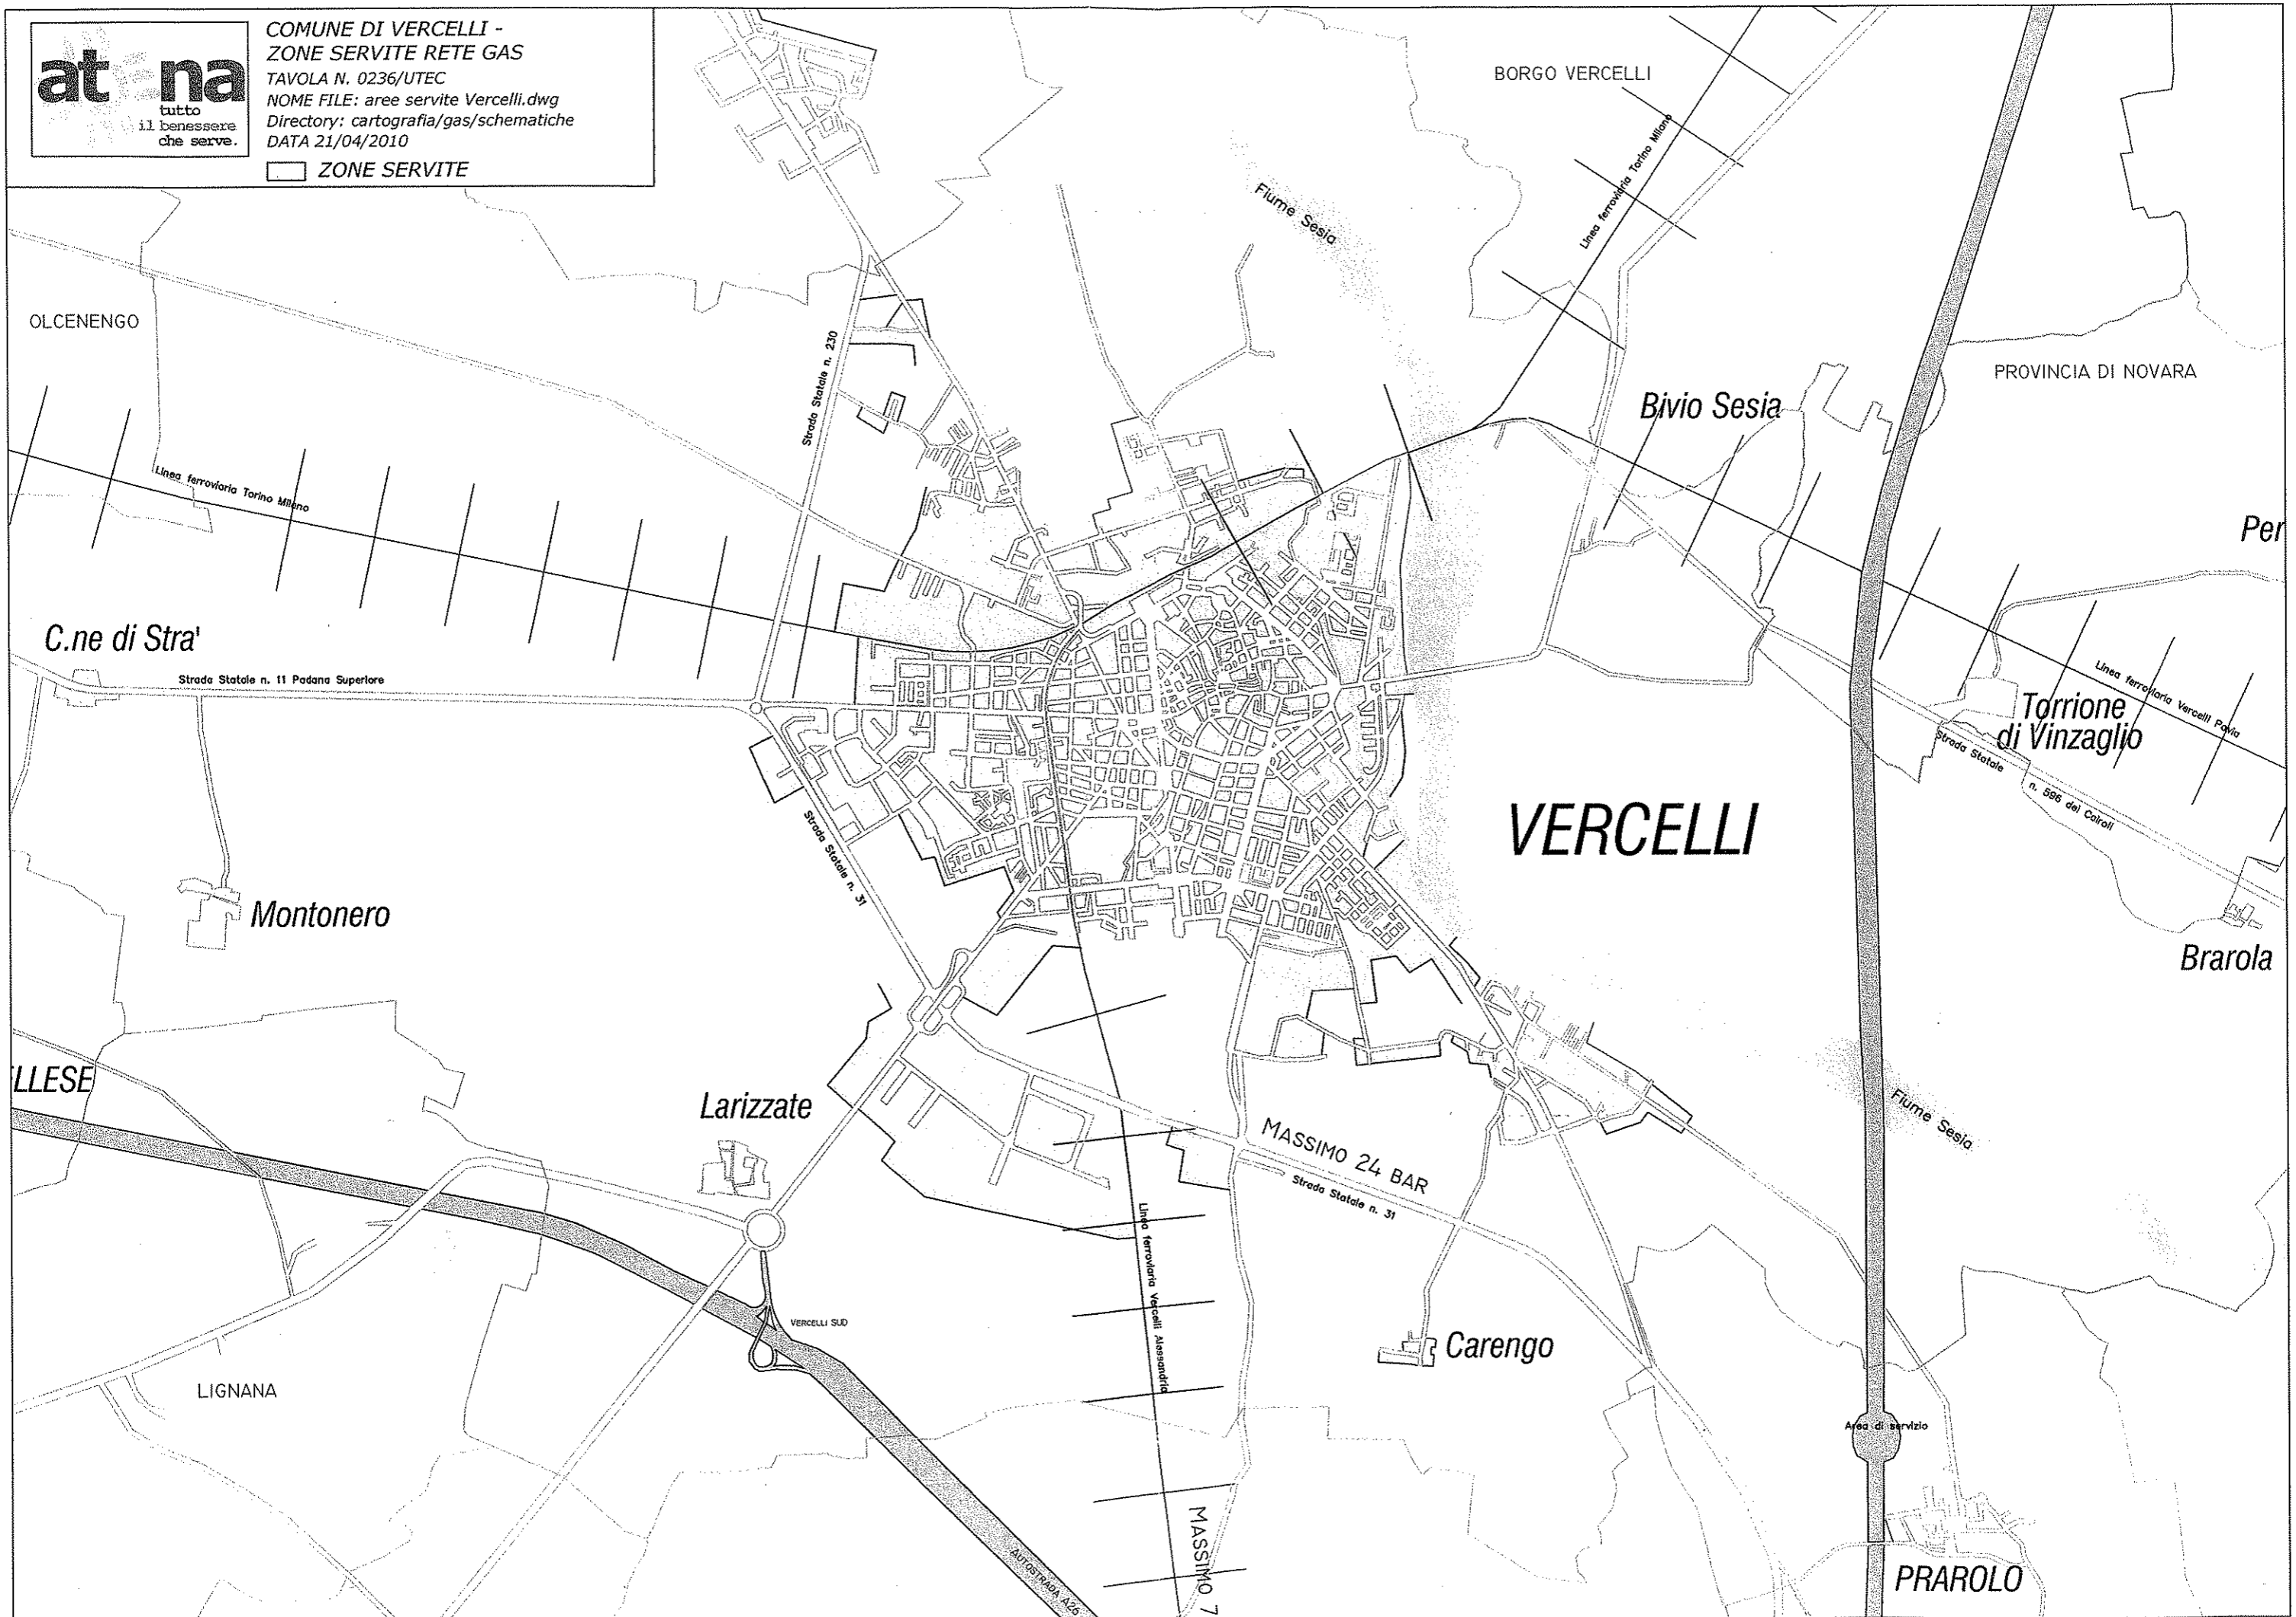 atena
tutto
il benessere
che serve.
COMUNE DI VERCELLI -
ZONE SERVITE RETE GAS
TAVOLA N. 0236/UTEC
NOME FILE: aree servite Vercelli.dwg
Directory: cartografia/gas/schematiche
DATA 21/04/2010
ZONE SERVITE
BORGO VERCELLI
Linea ferroviaria Torino Milano
Fiume Sesia
OLCENENGO
Strada Statale n. 230
PROVINCIA DI NOVARA
Bivio Sesia
Linea ferroviaria Torino Milano
Per
C.ne di Stra'
Strada Statale n. 11 Padana Superiore
Linea ferroviaria Vercelli Pavia
Torrione
di Vinzaglio
Strada Statale
n. 596 dei Cairoli
VERCELLI
Strada Statale n. 31
Montonero
Brarola
LLESE
Larizzate
Fiume Sesia
MASSIMO 24 BAR
Strada Statale n. 31
Linea ferroviaria Vercelli Alessandria
VERCELLI SUD
Carengo
LIGNANA
Area di servizio
MASSIMO 7
AUTOSTRADA A26
PRAROLO